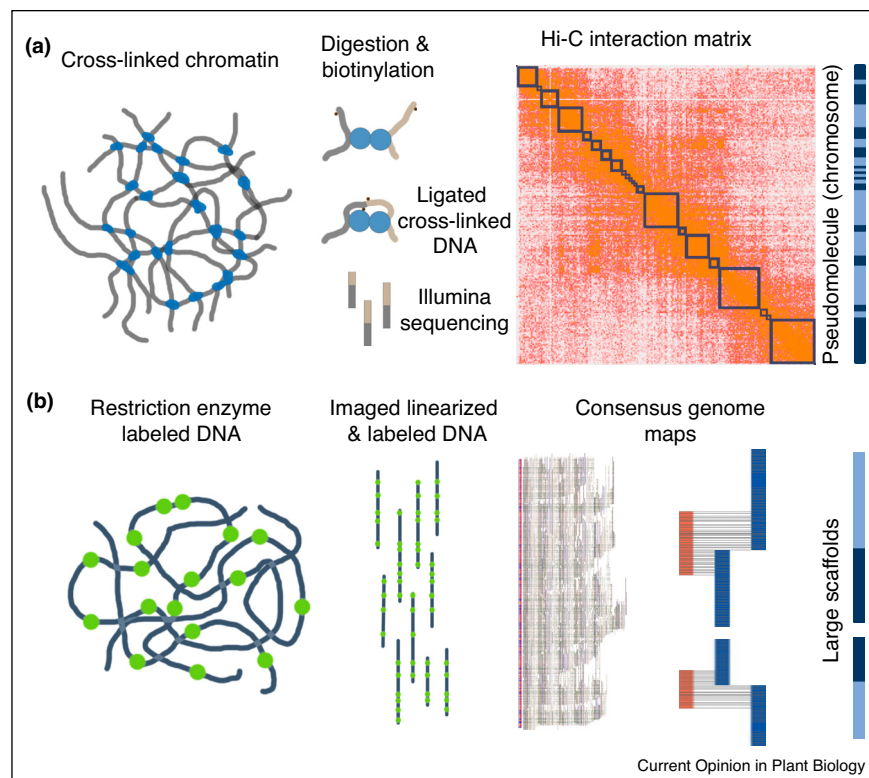 (a)
Cross-linked chromatin
Digestion &
biotinylation
Ligated
cross-linked
DNA
Illumina
sequencing
Hi-C interaction matrix
Pseudomolecule (chromosome)
(b)
Restriction enzyme
labeled DNA
Imaged linearized
& labeled DNA
Consensus genome
maps
Large scaffolds
Current Opinion in Plant Biology